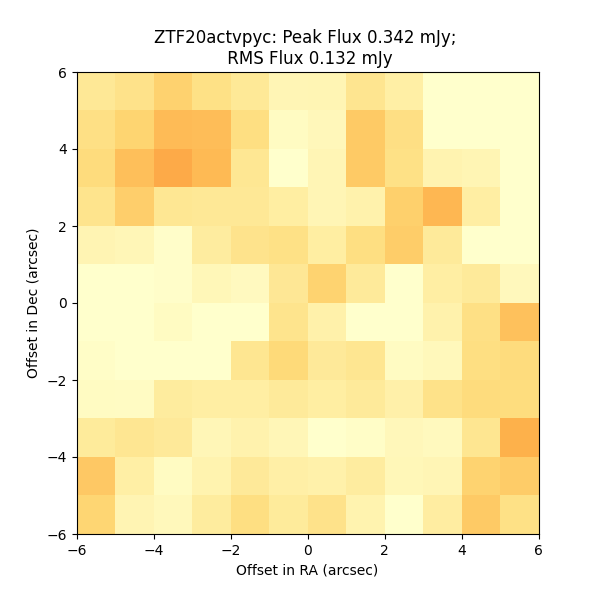 ZTF20actvpyc: Peak Flux 0.342 mJy;
RMS Flux 0.132 mJy
6
4
2
0
−2
−4
−6
Offset in Dec (arcsec)
−6 −4 −2 0 2 4 6
Offset in RA (arcsec)